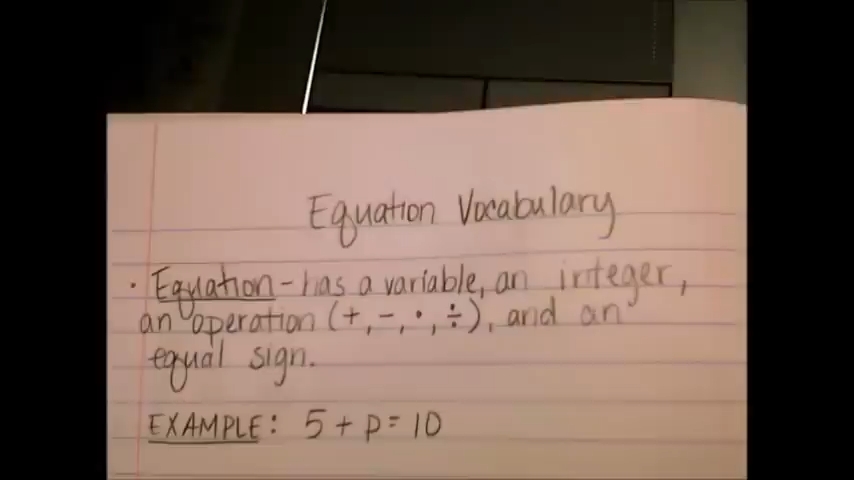 Equation Vocabulary
· Equation - has a variable, an integer,
an operation (+, -, ·, ÷), and an
equal sign.
EXAMPLE: 5 + p = 10